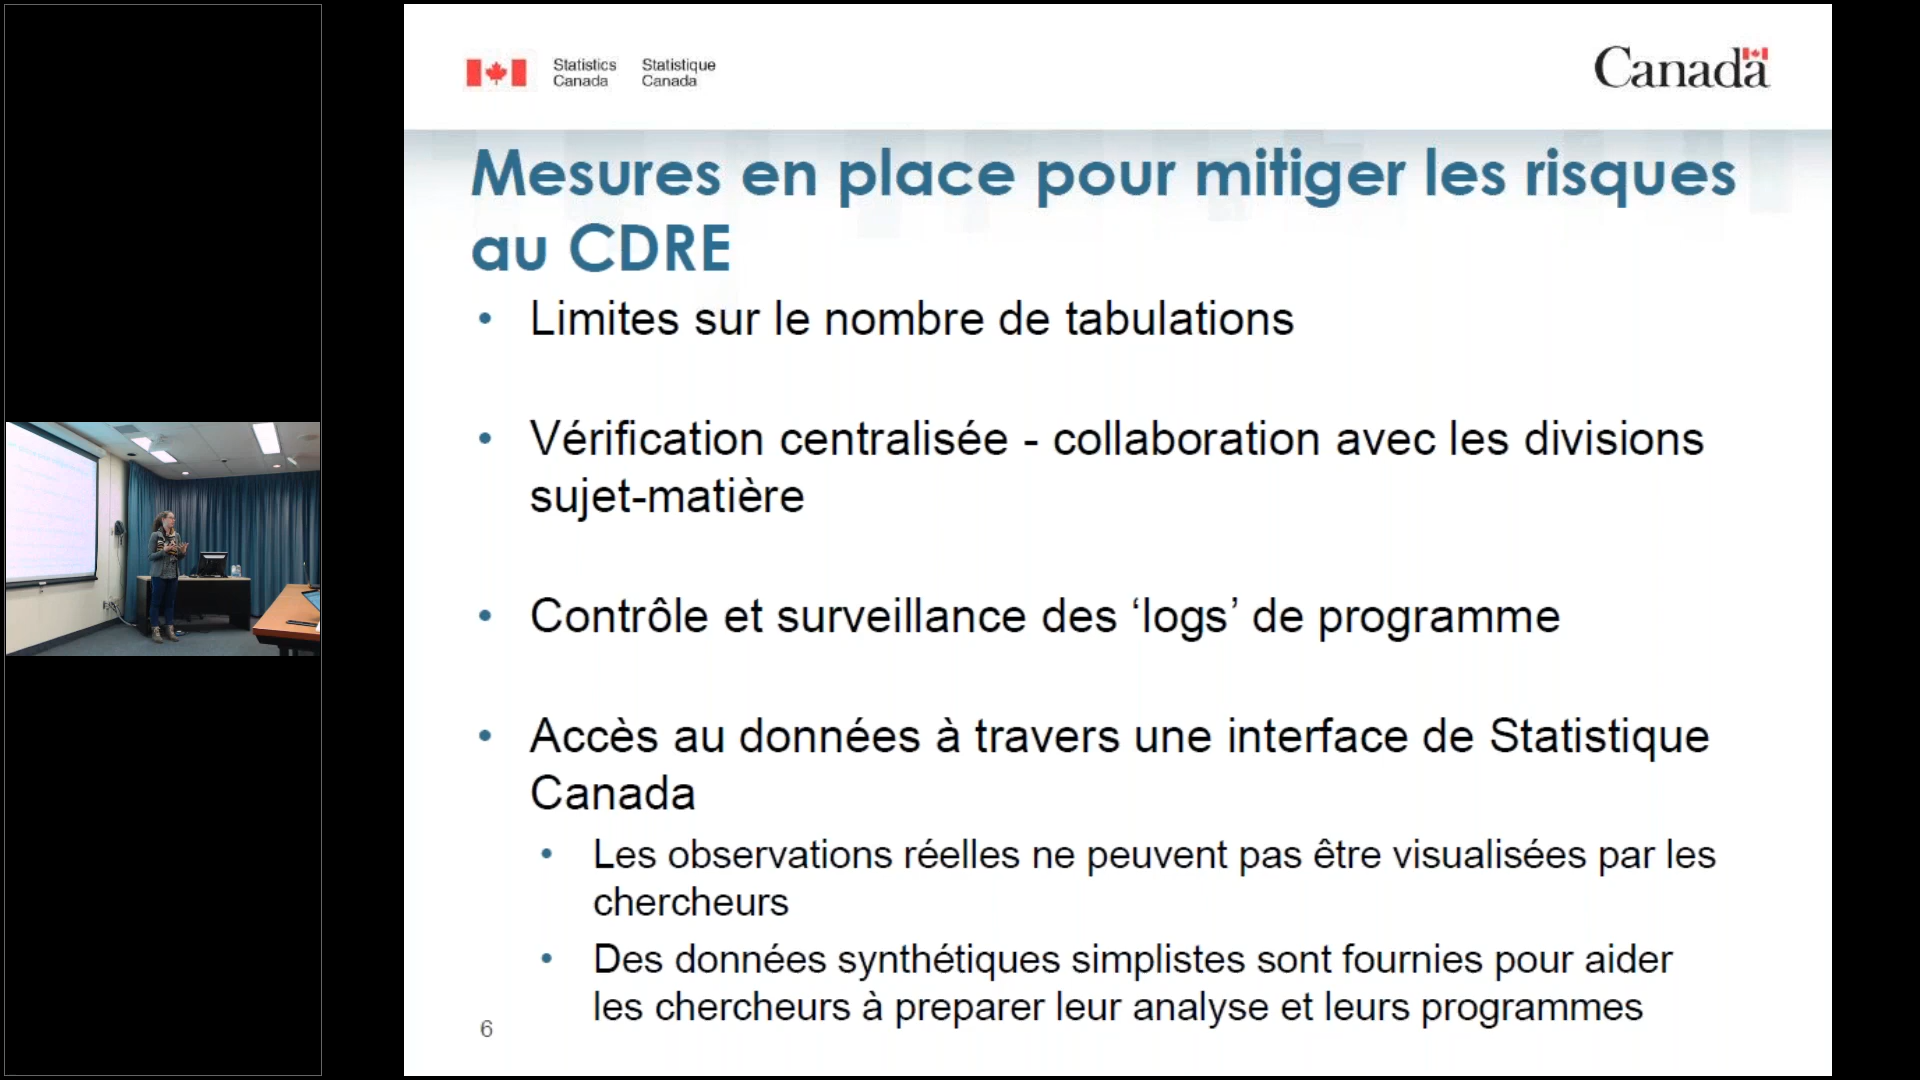 Statistics Statistique
Canada Canada
Canada
Mesures en place pour mitiger les risques
au CDRE
• Limites sur le nombre de tabulations
• Vérification centralisée - collaboration avec les divisions
sujet-matière
• Contrôle et surveillance des ‘logs’ de programme
• Accès au données à travers une interface de Statistique
Canada
• Les observations réelles ne peuvent pas être visualisées par les
chercheurs
• Des données synthétiques simplistes sont fournies pour aider
les chercheurs à preparer leur analyse et leurs programmes
6